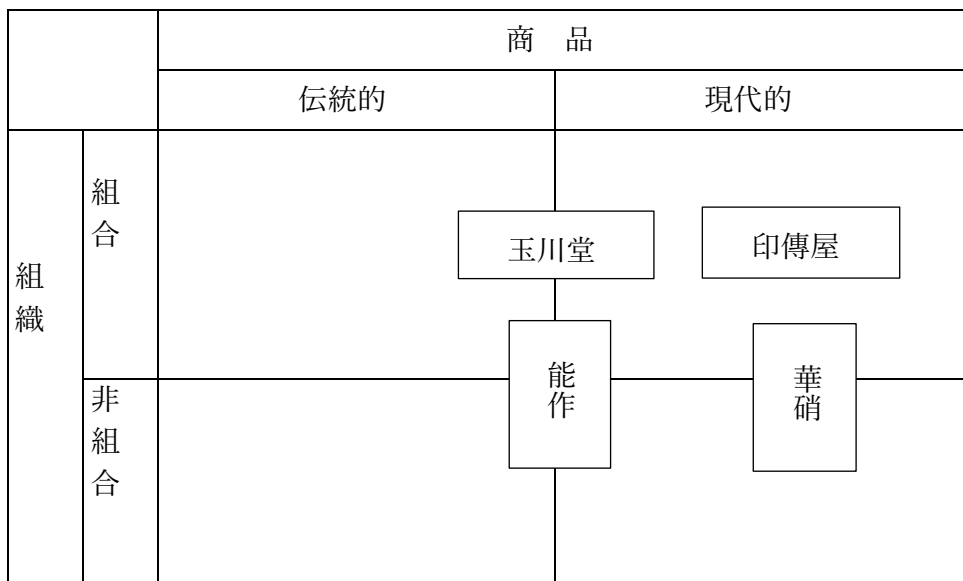 商　品
伝統的
現代的
組織
組合
玉川堂
印傳屋
能作
華硝
非組合